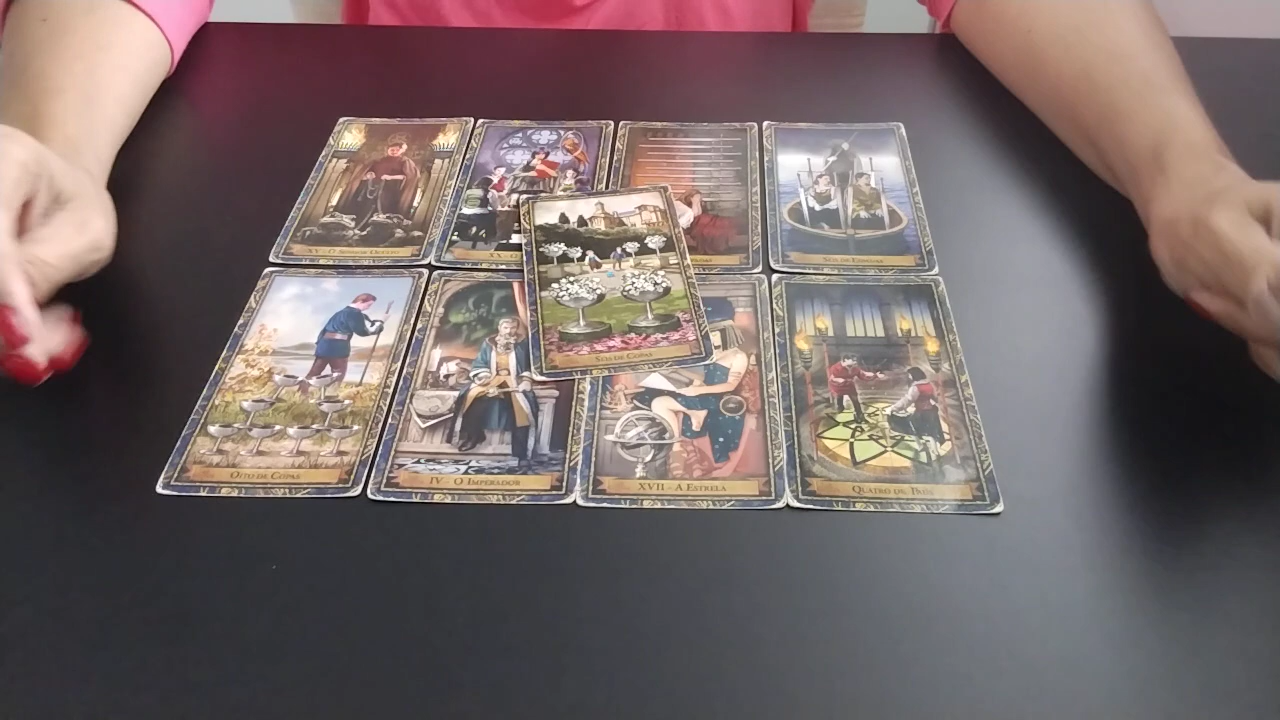 XV - O Senhor Oculto
XX - O
Seis de Espadas
Seis de Copas
Oito de Copas
IV - O Imperador
XVII - A Estrela
Quatro de Paus